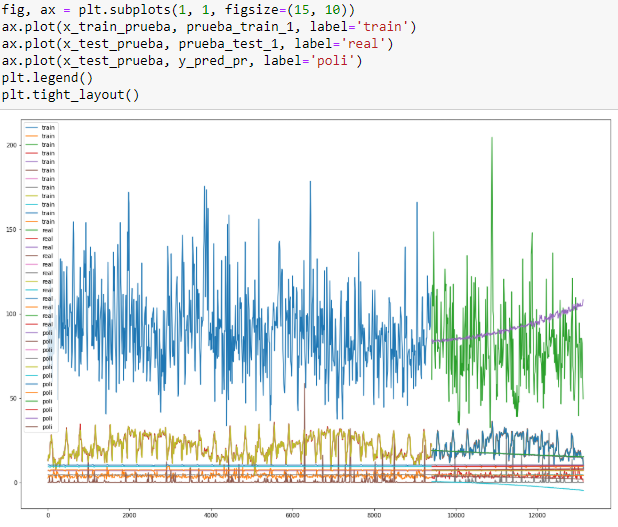 fig, ax = plt.subplots(1, 1, figsize=(15, 10))
ax.plot(x_train_prueba, prueba_train_1, label='train')
ax.plot(x_test_prueba, prueba_test_1, label='real')
ax.plot(x_test_prueba, y_pred_pr, label='poli')
plt.legend()
plt.tight_layout()
train
train
train
train
train
train
train
train
train
train
train
train
real
real
real
real
real
real
real
real
real
real
real
real
poli
poli
poli
poli
poli
poli
poli
poli
poli
poli
poli
poli
200
150
100
50
0
0 2000 4000 6000 8000 10000 12000